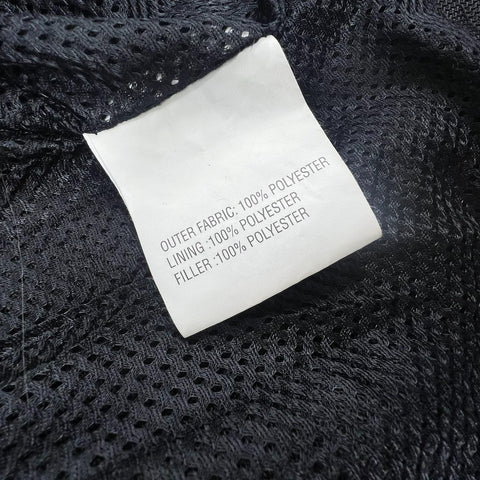 OUTER FABRIC: 100% POLYESTER
LINING :100% POLYESTER
FILLER :100% POLYESTER